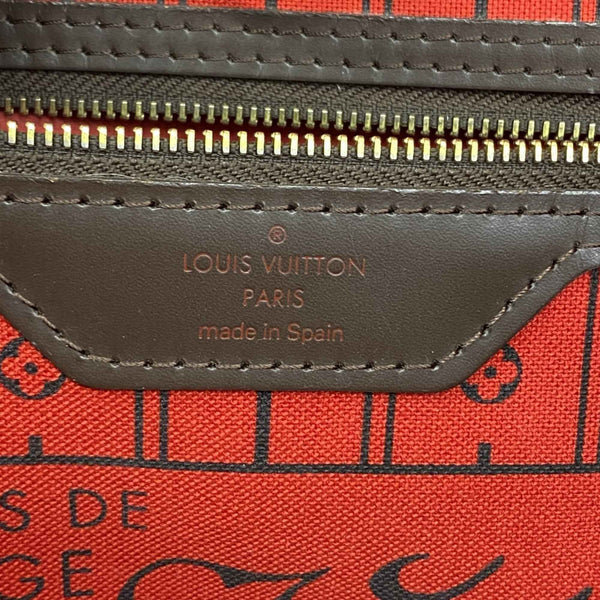 ®
LOUIS VUITTON
PARIS
made in Spain
S DE
GE